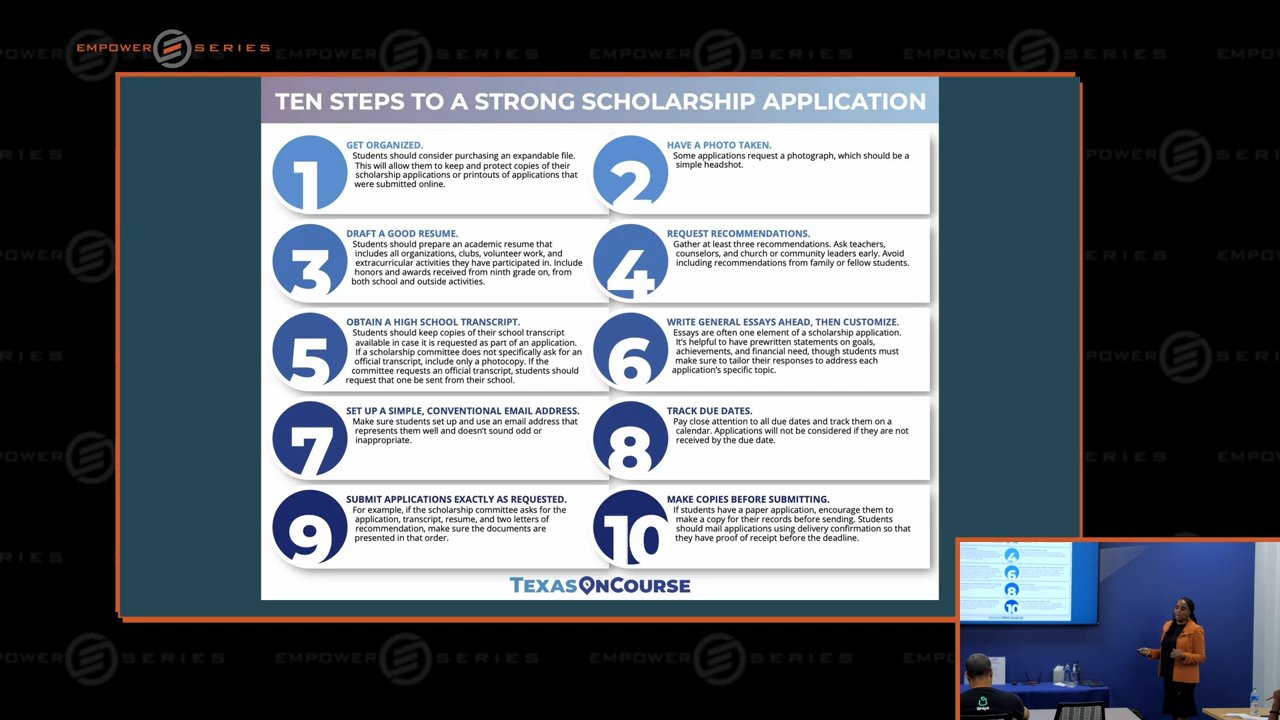 EMPOWER SERIES
TEN STEPS TO A STRONG SCHOLARSHIP APPLICATION
1
GET ORGANIZED.
Students should consider purchasing an expandable file.
This will allow them to keep and protect copies of their
scholarship applications or printouts of applications that
were submitted online.
2
HAVE A PHOTO TAKEN.
Some applications request a photograph, which should be a
simple headshot.
3
DRAFT A GOOD RESUME.
Students should prepare an academic resume that
includes all organizations, clubs, volunteer work, and
extracurricular activities they have participated in. Include
honors and awards received from ninth grade on, from
both school and outside activities.
4
REQUEST RECOMMENDATIONS.
Gather at least three recommendations. Ask teachers,
counselors, and church or community leaders early. Avoid
including recommendations from family or fellow students.
5
OBTAIN A HIGH SCHOOL TRANSCRIPT.
Students should keep copies of their school transcript
available in case it is requested as part of an application.
If a scholarship committee does not specifically ask for an
official transcript, include only a photocopy. If the
committee requests an official transcript, students should
request that one be sent from their school.
6
WRITE GENERAL ESSAYS AHEAD, THEN CUSTOMIZE.
Essays are often one element of a scholarship application.
It's helpful to have prewritten statements on goals,
achievements, and financial need, though students must
make sure to tailor their responses to address each
application's specific topic.
7
SET UP A SIMPLE, CONVENTIONAL EMAIL ADDRESS.
Make sure students set up and use an email address that
represents them well and doesn't sound odd or
inappropriate.
8
TRACK DUE DATES.
Pay close attention to all due dates and track them on a
calendar. Applications will not be considered if they are not
received by the due date.
9
SUBMIT APPLICATIONS EXACTLY AS REQUESTED.
For example, if the scholarship committee asks for the
application, transcript, resume, and two letters of
recommendation, make sure the documents are
presented in that order.
10
MAKE COPIES BEFORE SUBMITTING.
If students have a paper application, encourage them to
make a copy for their records before sending. Students
should mail applications using delivery confirmation so that
they have proof of receipt before the deadline.
TEXASONCOURSE
4
6
8
10